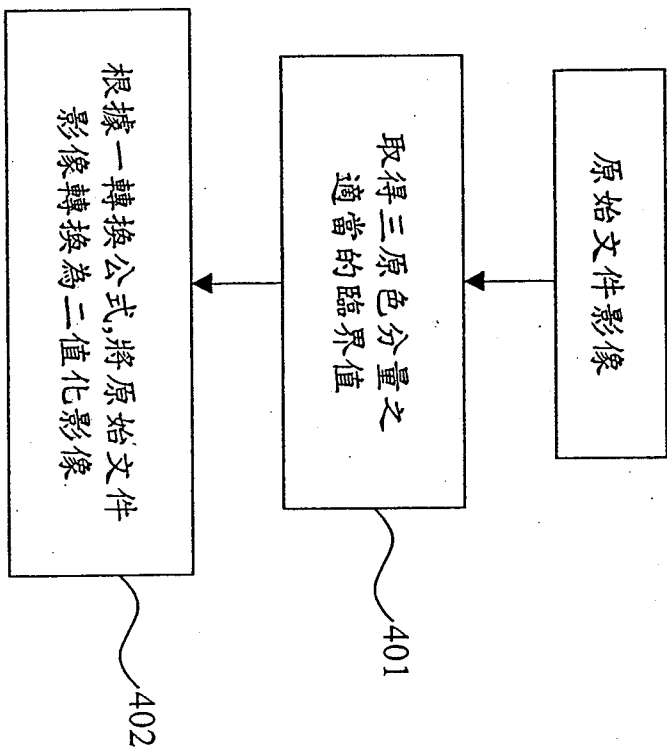 原始文件影像
取得三原色分量之
適當的臨界值
401
根據一轉換公式,將原始文件
影像轉換為二值化影像
402